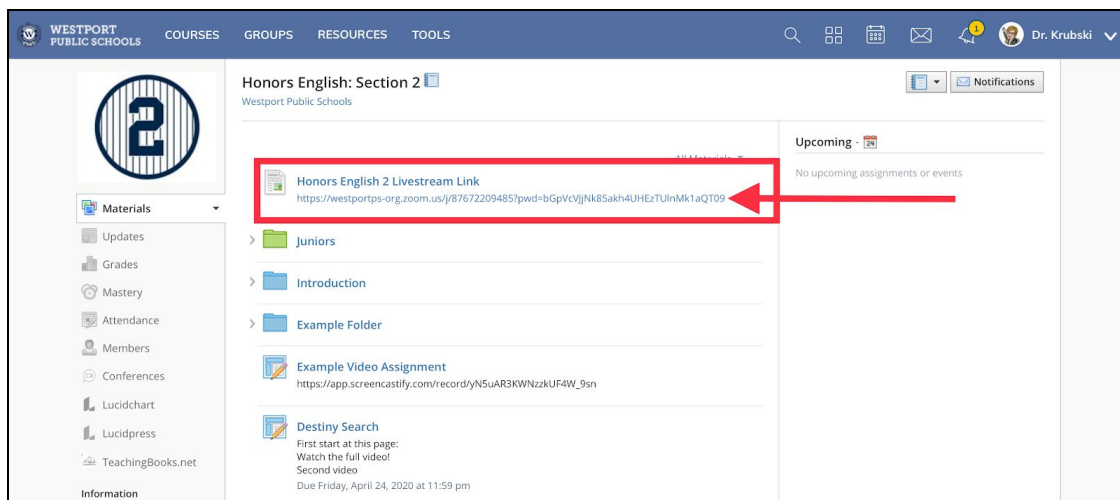 WESTPORT
PUBLIC SCHOOLS
COURSES
GROUPS
RESOURCES
TOOLS
1
Dr. Krubski
2
Honors English: Section 2
Westport Public Schools
Notifications
Materials
Updates
Grades
Mastery
Attendance
Members
Conferences
Lucidchart
Lucidpress
TeachingBooks.net
Information
Honors English 2 Livestream Link
https://westportps-org.zoom.us/j/87672209485?pwd=bGpVcVJjNk85akh4UHEzTUlnMk1aQT09
Juniors
Introduction
Example Folder
Example Video Assignment
https://app.screencastify.com/record/yN5uAR3KWNzzkUF4W_9sn
Destiny Search
First start at this page:
Watch the full video!
Second video
Due Friday, April 24, 2020 at 11:59 pm
Upcoming ·
24
No upcoming assignments or events